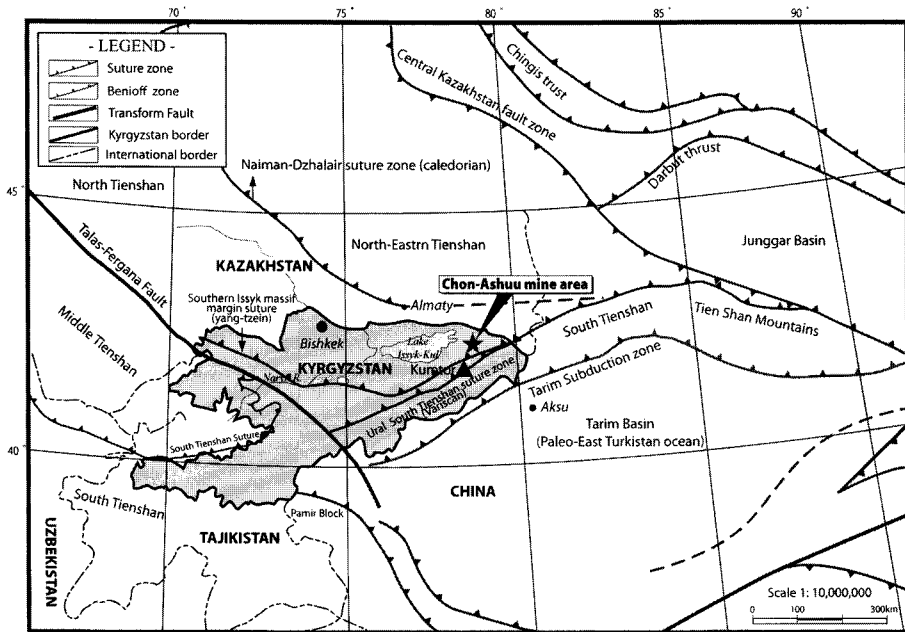 70°
75°
80°
85°
90°
- LEGEND -
Suture zone
Benioff zone
Transform Fault
Kyrgyzstan border
International border
Chingis trust
Central Kazakhstan fault zone
Darbut thrust
Naiman-Dzhalair suture zone (caledorian)
North Tienshan
45°
Talas-Fergana Fault
North-Eastrn Tienshan
Junggar Basin
KAZAKHSTAN
Chon-Ashuu mine area
Southern Issyk massif
margin suture
(yang-tzein)
Almaty
Middle Tienshan
South Tienshan
Tien Shan Mountains
Bishkek
Lake
Issyk-Kul
KYRGYZSTAN
Kumtor
Naryn R.
Ural South Tienshan suture zone
(Variscan)
Tarim Subduction zone
Aksu
Tarim Basin
(Paleo-East Turkistan ocean)
South Tienshan Suture
40°
CHINA
South Tienshan
Pamir Block
UZBEKISTAN
TAJIKISTAN
Scale 1: 10,000,000
0 100 200 300km